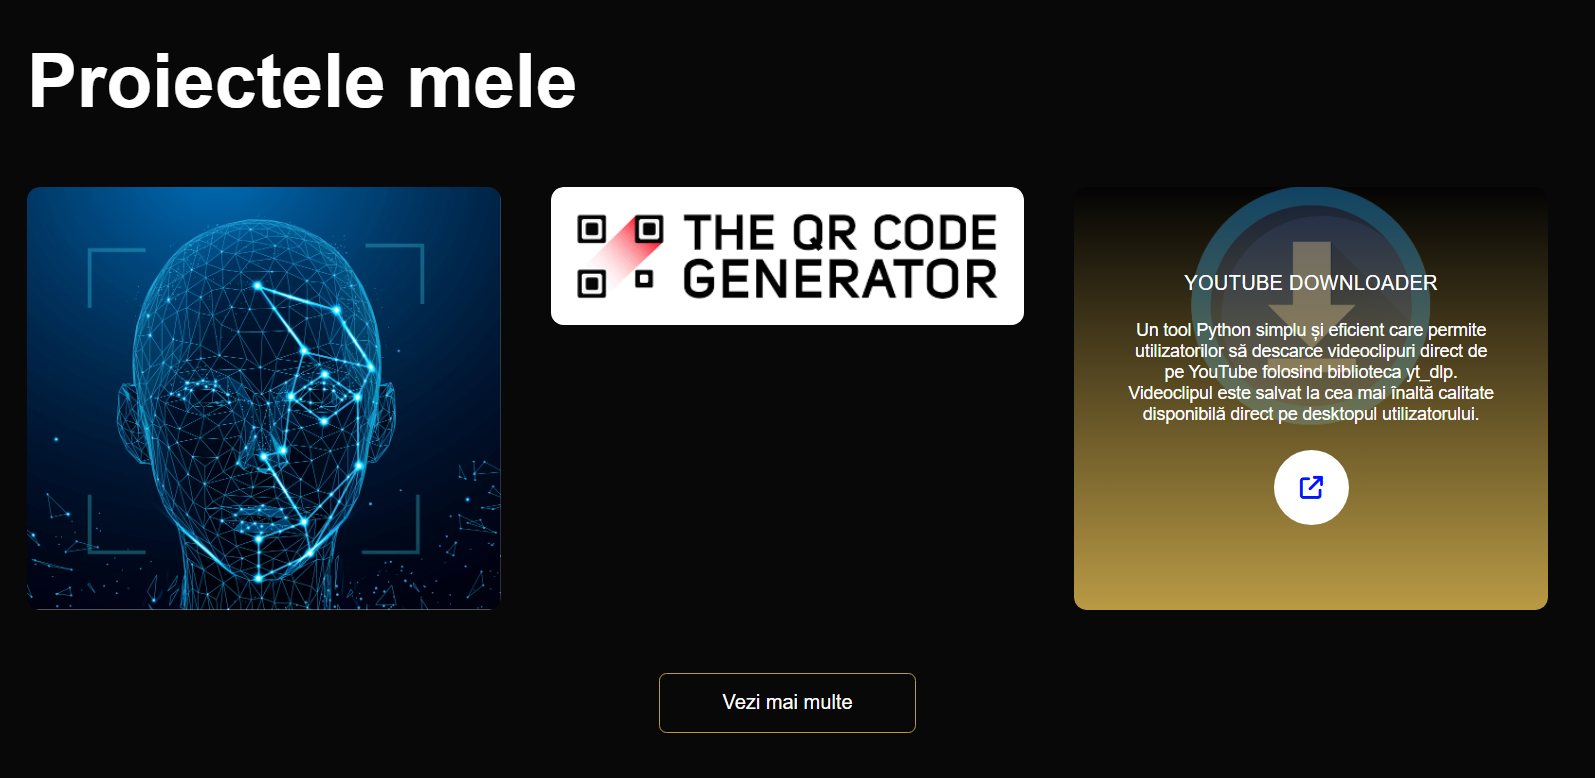 Proiectele mele
THE QR CODE
GENERATOR
YOUTUBE DOWNLOADER
Un tool Python simplu și eficient care permite
utilizatorilor să descarce videoclipuri direct de
pe YouTube folosind biblioteca yt_dlp.
Videoclipul este salvat la cea mai înaltă calitate
disponibilă direct pe desktopul utilizatorului.
Vezi mai multe